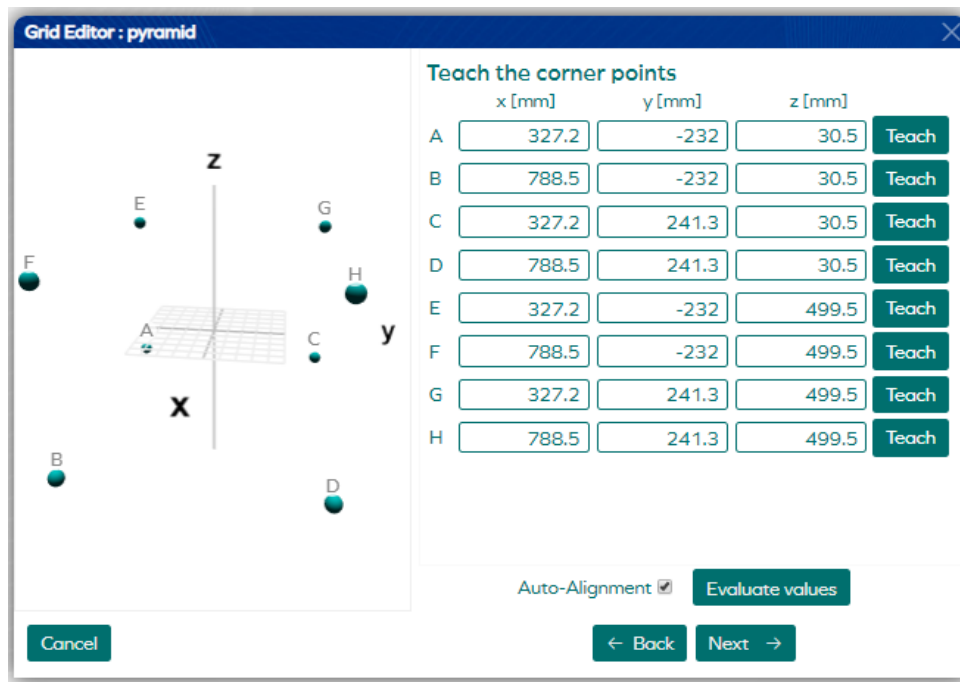 Grid Editor : pyramid
z
E
G
F
H
A
C
y
x
B
D
Teach the corner points
x [mm] y [mm] z [mm]
A 327.2 -232 30.5 Teach
B 788.5 -232 30.5 Teach
C 327.2 241.3 30.5 Teach
D 788.5 241.3 30.5 Teach
E 327.2 -232 499.5 Teach
F 788.5 -232 499.5 Teach
G 327.2 241.3 499.5 Teach
H 788.5 241.3 499.5 Teach
Auto-Alignment Evaluate values
Cancel ← Back Next →